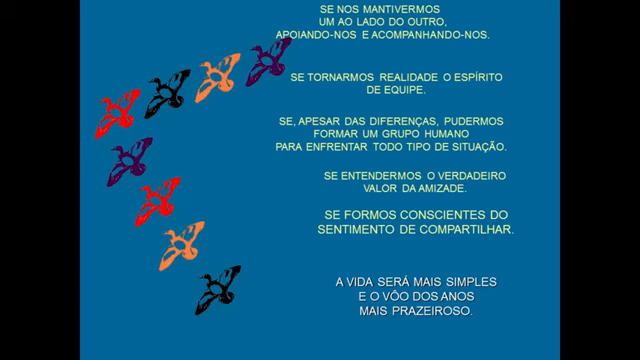 SE NOS MANTIVERMOS
UM AO LADO DO OUTRO,
APOIANDO-NOS E ACOMPANHANDO-NOS.
SE TORNARMOS REALIDADE O ESPÍRITO
DE EQUIPE.
SE, APESAR DAS DIFERENÇAS, PUDERMOS
FORMAR UM GRUPO HUMANO
PARA ENFRENTAR TODO TIPO DE SITUAÇÃO.
SE ENTENDERMOS O VERDADEIRO
VALOR DA AMIZADE.
SE FORMOS CONSCIENTES DO
SENTIMENTO DE COMPARTILHAR.
A VIDA SERÁ MAIS SIMPLES
E O VÔO DOS ANOS
MAIS PRAZEIROSO.